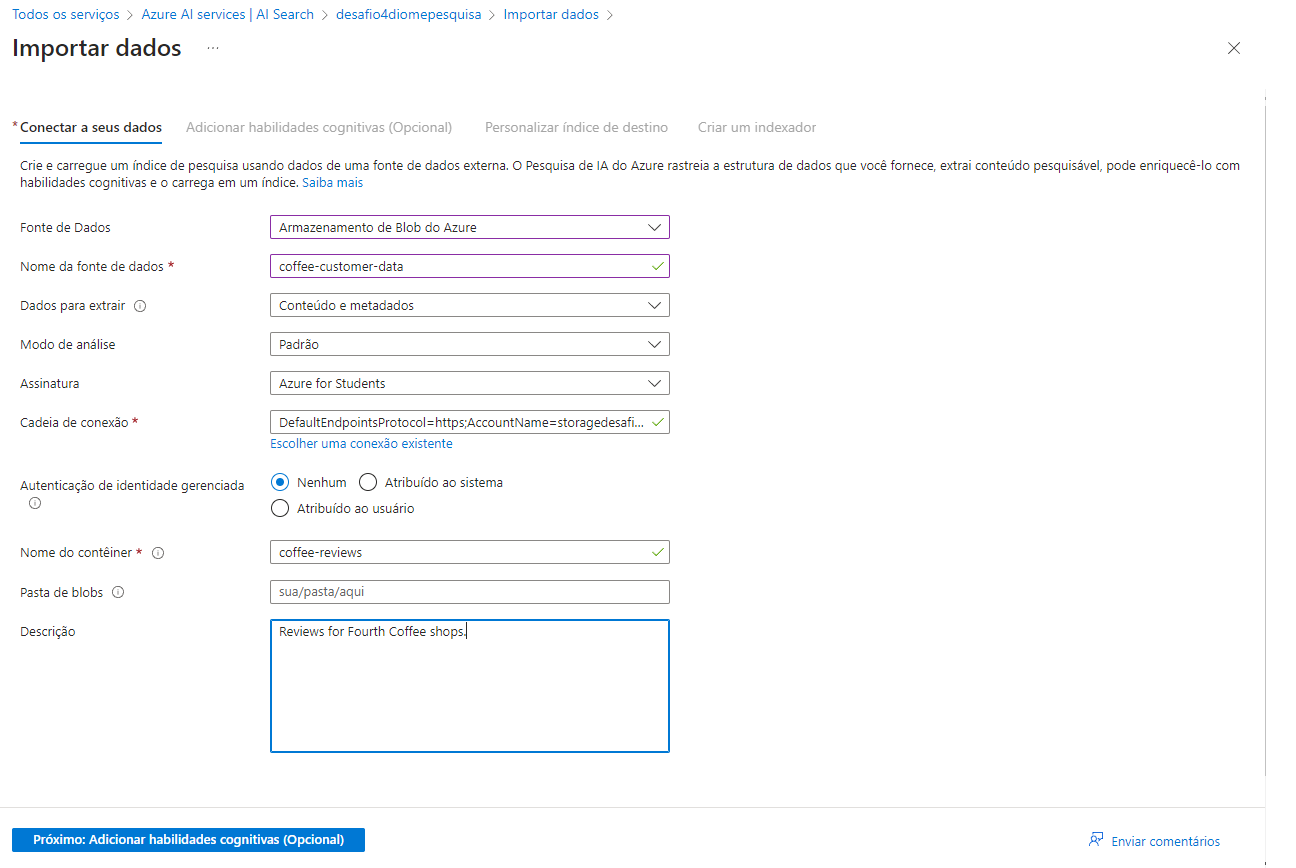 Todos os serviços > Azure AI services | AI Search > desafio4diomepesquisa > Importar dados >
Importar dados ...
* Conectar a seus dados Adicionar habilidades cognitivas (Opcional) Personalizar índice de destino Criar um indexador
Crie e carregue um índice de pesquisa usando dados de uma fonte de dados externa. O Pesquisa de IA do Azure rastreia a estrutura de dados que você fornece, extrai conteúdo pesquisável, pode enriquecê-lo com
habilidades cognitivas e o carrega em um índice. Saiba mais
Fonte de Dados Armazenamento de Blob do Azure
Nome da fonte de dados * coffee-customer-data
Dados para extrair Conteúdo e metadados
Modo de análise Padrão
Assinatura Azure for Students
Cadeia de conexão * DefaultEndpointsProtocol=https;AccountName=storagedesafi...
Escolher uma conexão existente
Autenticação de identidade gerenciada Nenhum Atribuído ao sistema
Atribuído ao usuário
Nome do contêiner * coffee-reviews
Pasta de blobs sua/pasta/aqui
Descrição Reviews for Fourth Coffee shops.
Próximo: Adicionar habilidades cognitivas (Opcional) Enviar comentários